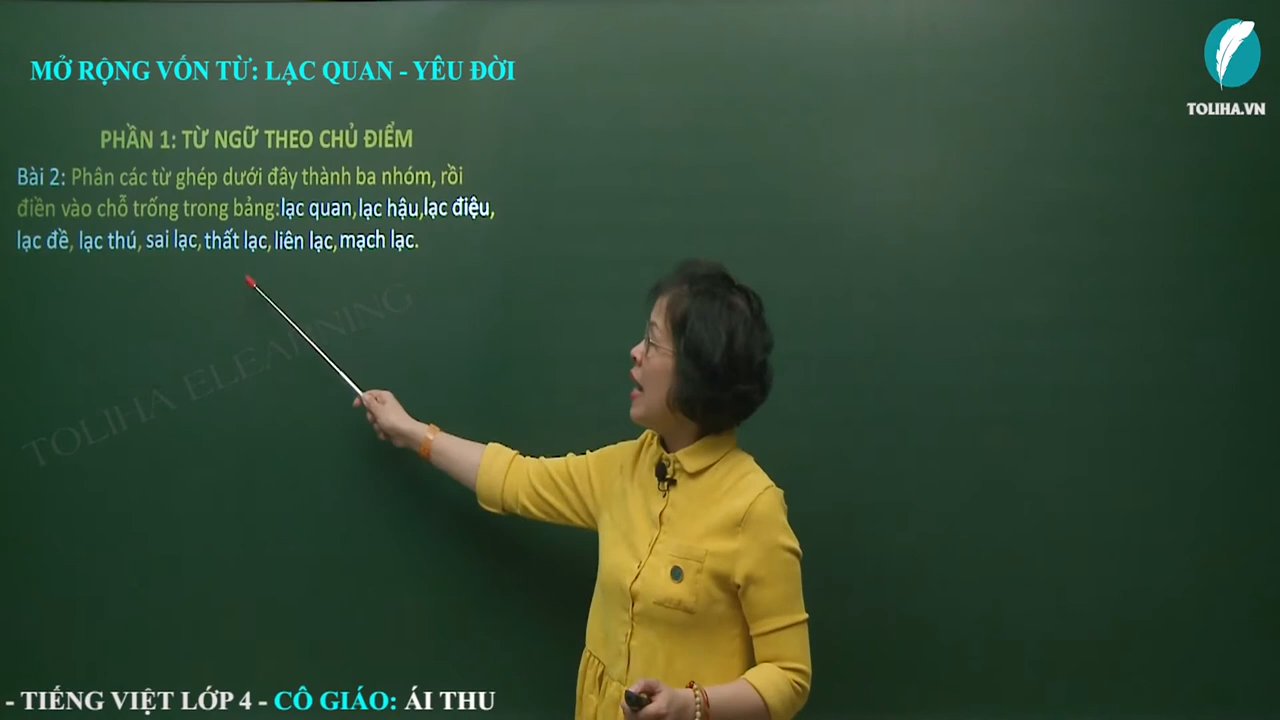 MỞ RỘNG VỐN TỪ: LẠC QUAN - YÊU ĐỜI
TOLIHA.VN
PHẦN 1: TỪ NGỮ THEO CHỦ ĐIỂM
Bài 2: Phân các từ ghép dưới đây thành ba nhóm, rồi
điền vào chỗ trống trong bảng:lạc quan,lạc hậu,lạc điệu,
lạc đề, lạc thú, sai lạc,thất lạc,liên lạc,mạch lạc.
TOLIHA ELEARNING
- TIẾNG VIỆT LỚP 4 - CÔ GIÁO: ÁI THU